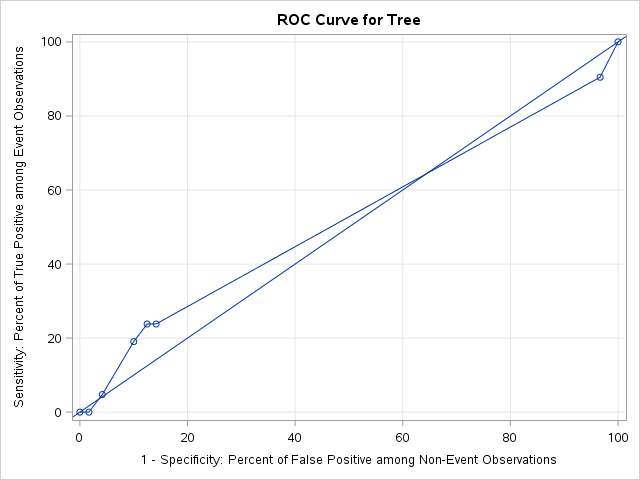 ROC Curve for Tree
Sensitivity: Percent of True Positive among Event Observations
100
80
60
40
20
0
0 20 40 60 80 100
1 - Specificity: Percent of False Positive among Non-Event Observations